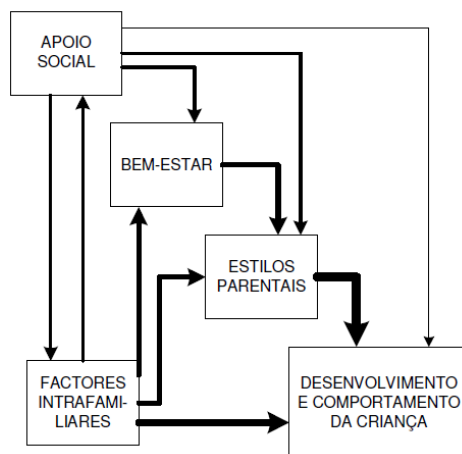 APOIO
SOCIAL
BEM-ESTAR
ESTILOS
PARENTAIS
FACTORES
INTRAFAMI-
LIARES
DESENVOLVIMENTO
E COMPORTAMENTO
DA CRIANÇA